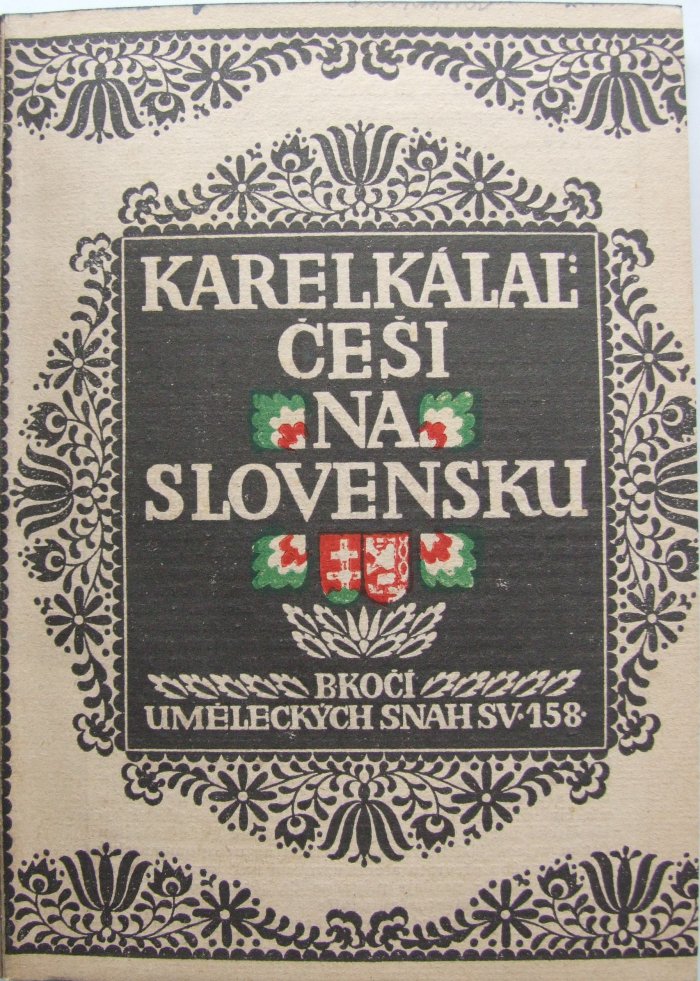 KAREL KÁLAL:
ČEŠI
NA
SLOVENSKU
B·KOČÍ
UMĚLECKÝCH SNAH SV·158·